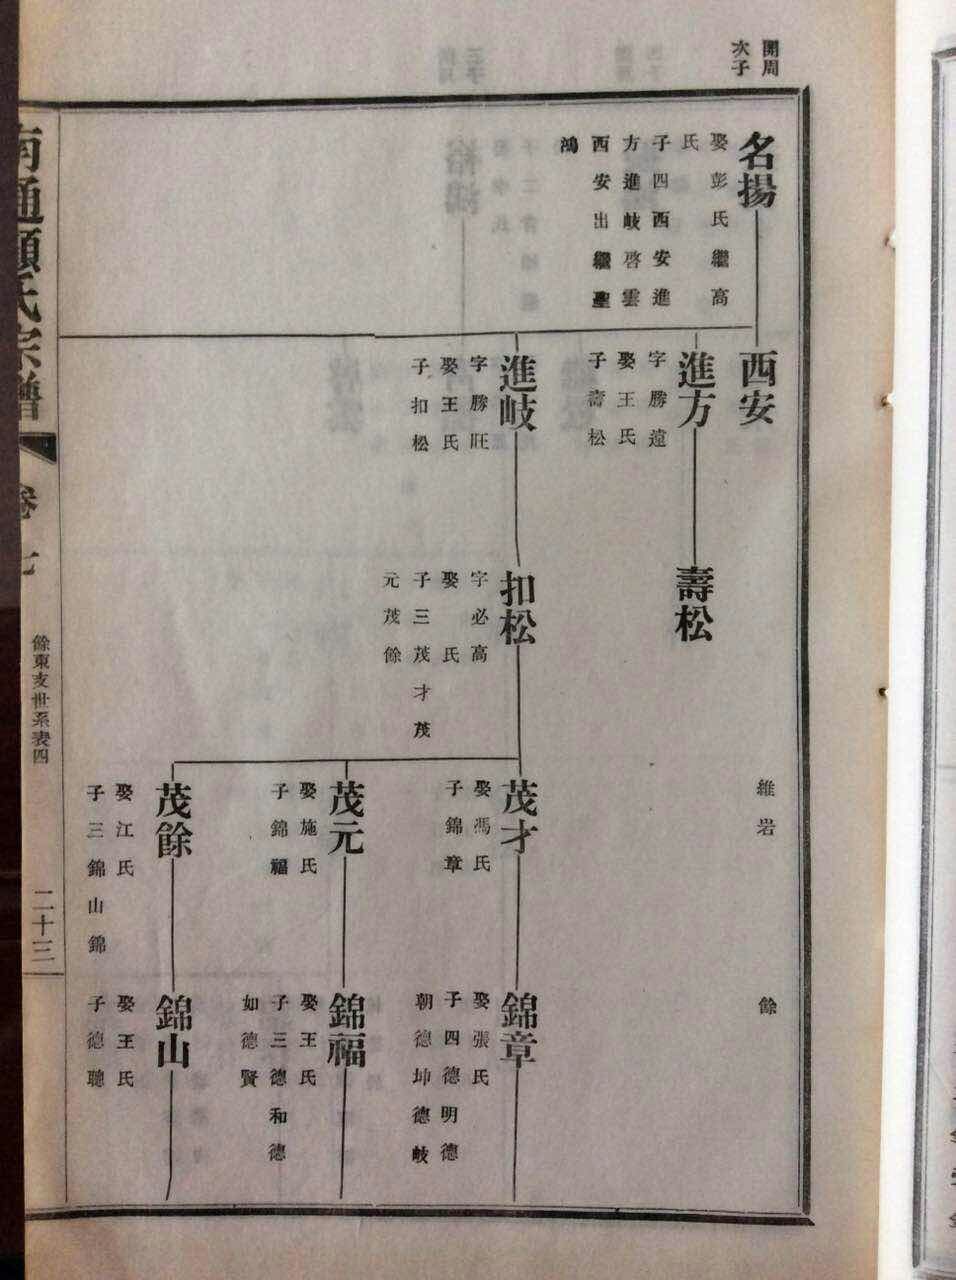 開周
次子
名揚
娶彭氏繼高
氏
子四西安進
方進岐啓雲
西安出繼聖
鴻
西安
進方
字勝遠
娶王氏
子壽松
進岐
字勝旺
娶王氏
子扣松
壽松
扣松
字必高
娶 氏
子三茂才茂
元茂餘
維岩
茂才
娶馮氏
子錦章
茂元
娶施氏
子錦福
茂餘
娶江氏
子三錦山錦
餘
錦章
娶張氏
子四德明德
朝德坤德岐
錦福
娶王氏
子三德和德
如德賢
錦山
娶王氏
子德聰
南通顧氏宗譜
卷七
餘東支世系表四
二十三